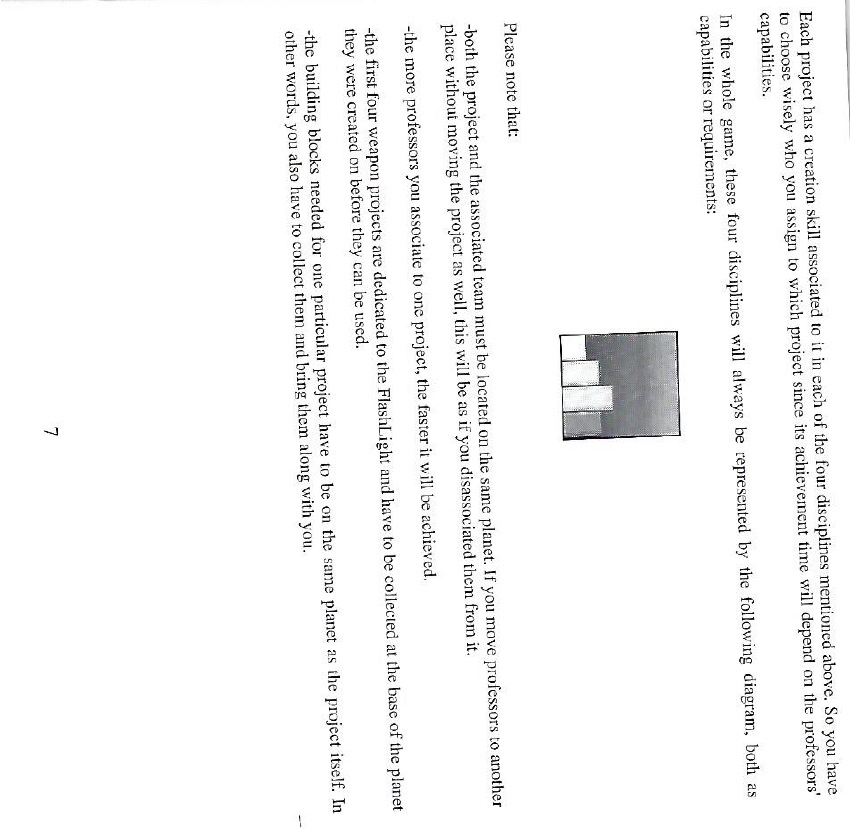 Each project has a creation skill associated to it in each of the four disciplines mentioned above. So you have
to choose wisely who you assign to which project since its achievement time will depend on the professors'
capabilities.
In the whole game, these four disciplines will always be represented by the following diagram, both as
capabilities or requirements:
Please note that:
-both the project and the associated team must be located on the same planet. If you move professors to another
place without moving the project as well, this will be as if you disassociated them from it.
-the more professors you associate to one project, the faster it will be achieved.
-the first four weapon projects are dedicated to the FlashLight and have to be collected at the base of the planet
they were created on before they can be used.
-the building blocks needed for one particular project have to be on the same planet as the project itself. In
other words, you also have to collect them and bring them along with you.
7